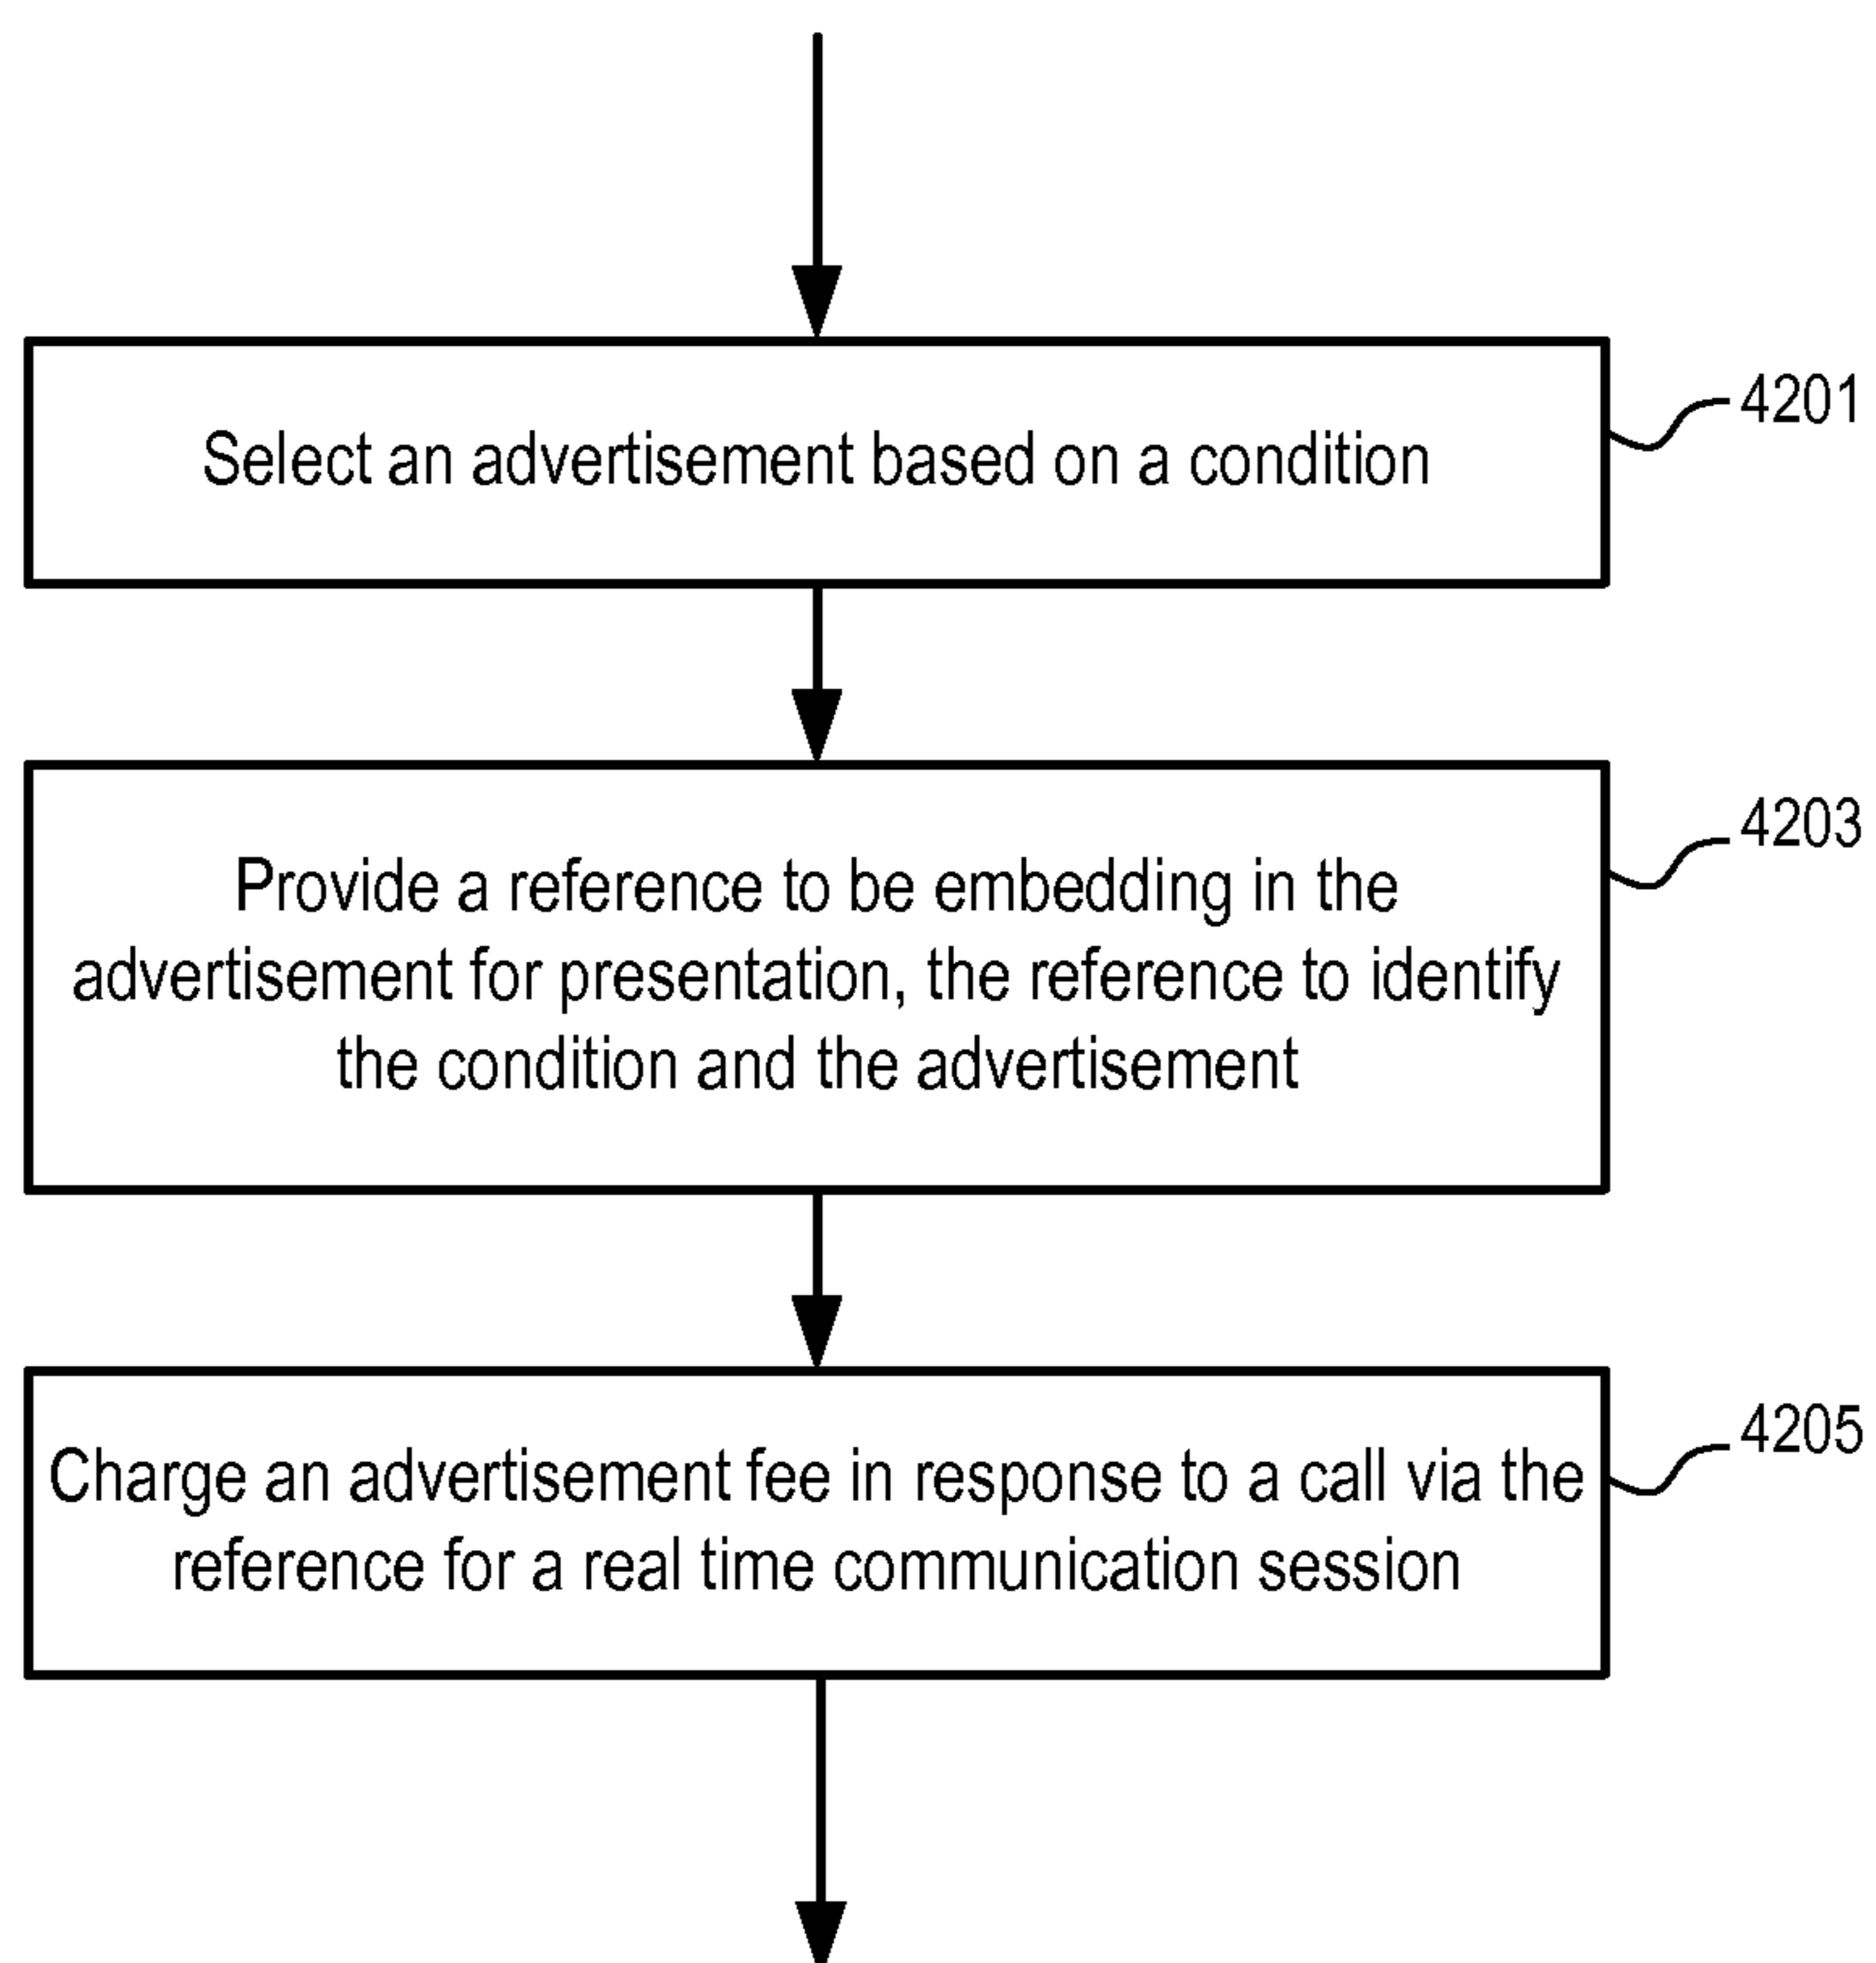 Select an advertisement based on a condition
4201
Provide a reference to be embedding in the
advertisement for presentation, the reference to identify
the condition and the advertisement
4203
Charge an advertisement fee in response to a call via the
reference for a real time communication session
4205